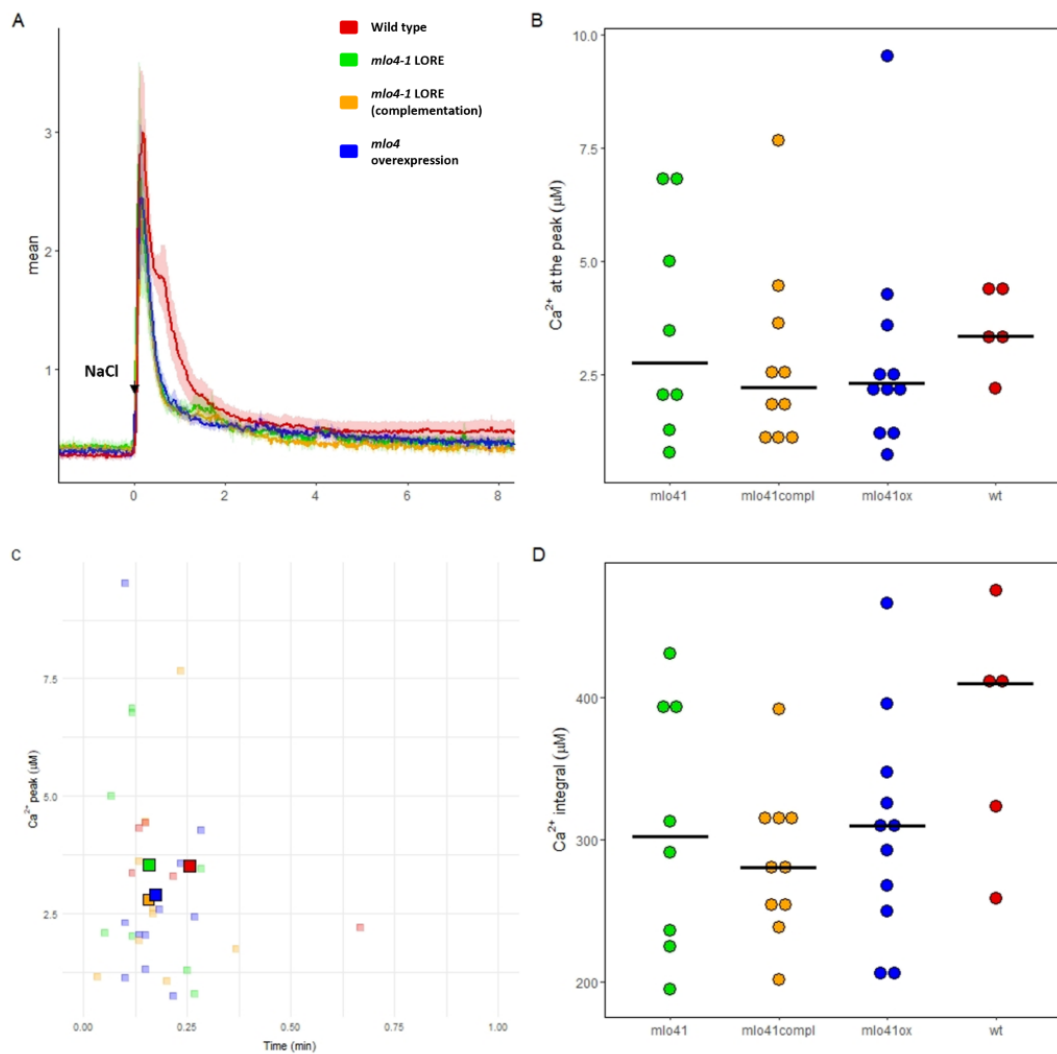 A
Wild type
mlo4-1 LORE
mlo4-1 LORE
(complementation)
mlo4
overexpression
mean
3
2
1
NaCl
0
2
4
6
8
B
Ca²⁺ at the peak (µM)
10.0
7.5
5.0
2.5
mlo41
mlo41compl
mlo41ox
wt
C
Ca²⁺ peak (µM)
7.5
5.0
2.5
0.00
0.25
0.50
0.75
1.00
Time (min)
D
Ca²⁺ integral (µM)
400
300
200
mlo41
mlo41compl
mlo41ox
wt